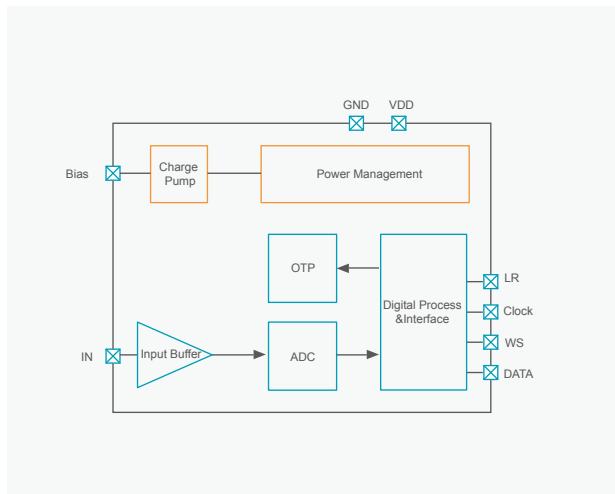 GND
VDD
Bias
Charge
Pump
Power Management
OTP
Digital Process
&Interface
LR
Clock
WS
DATA
IN
Input Buffer
ADC